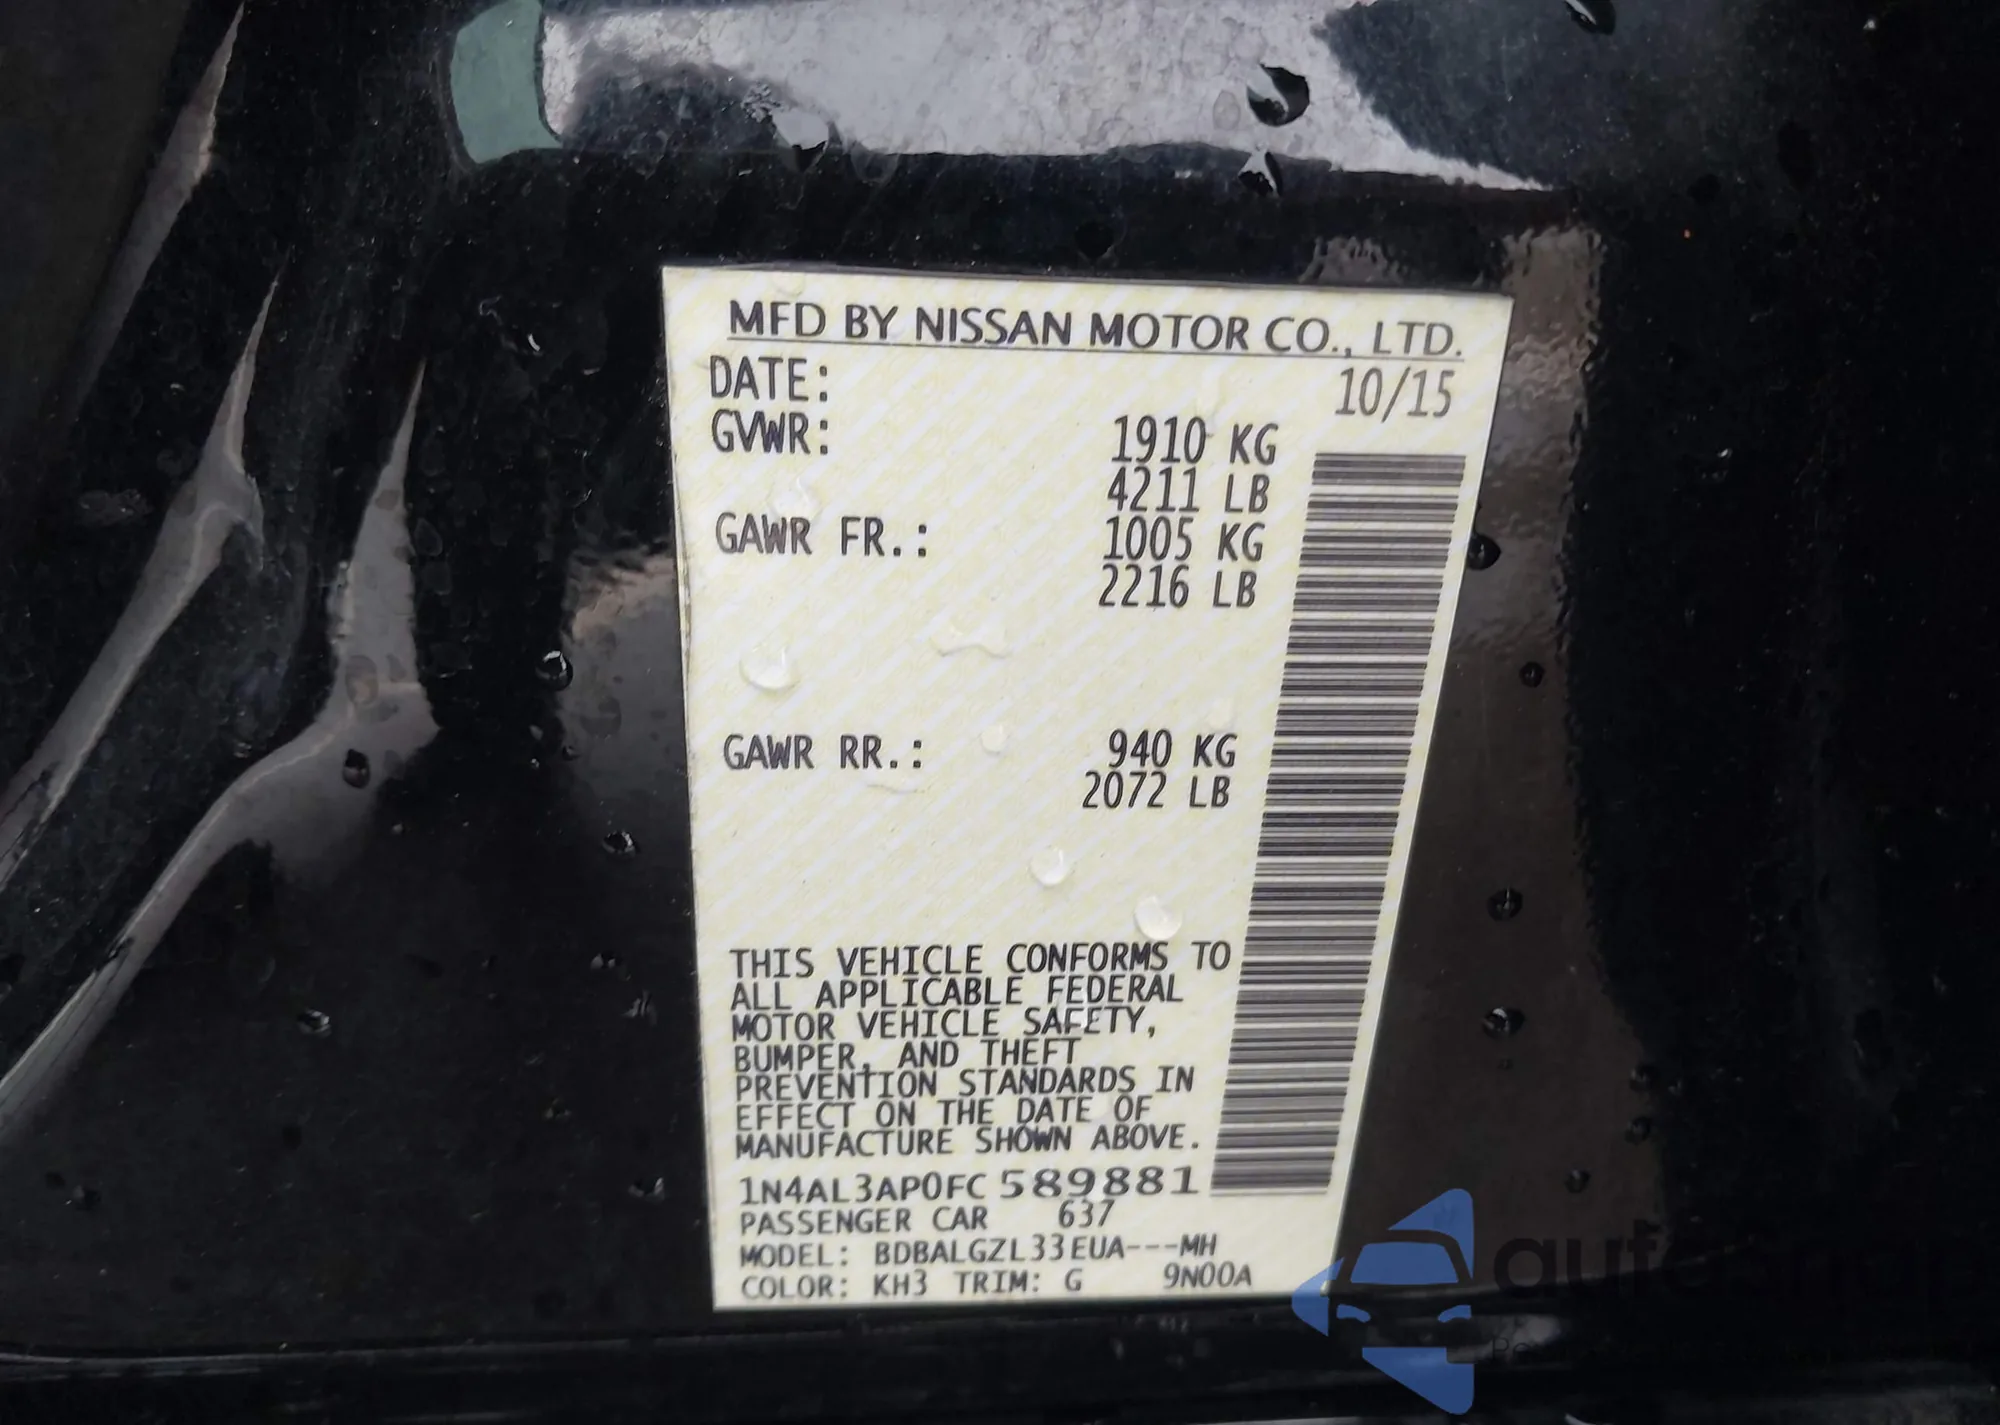 MFD BY NISSAN MOTOR CO., LTD.
DATE: 10/15
GVWR: 1910 KG
4211 LB
GAWR FR.: 1005 KG
2216 LB
GAWR RR.: 940 KG
2072 LB
THIS VEHICLE CONFORMS TO
ALL APPLICABLE FEDERAL
MOTOR VEHICLE SAFETY,
BUMPER, AND THEFT
PREVENTION STANDARDS IN
EFFECT ON THE DATE OF
MANUFACTURE SHOWN ABOVE.
1N4AL3AP0FC589881
PASSENGER CAR 637
MODEL: BDBALGZL33EUA---MH
COLOR: KH3 TRIM: G 9N00A